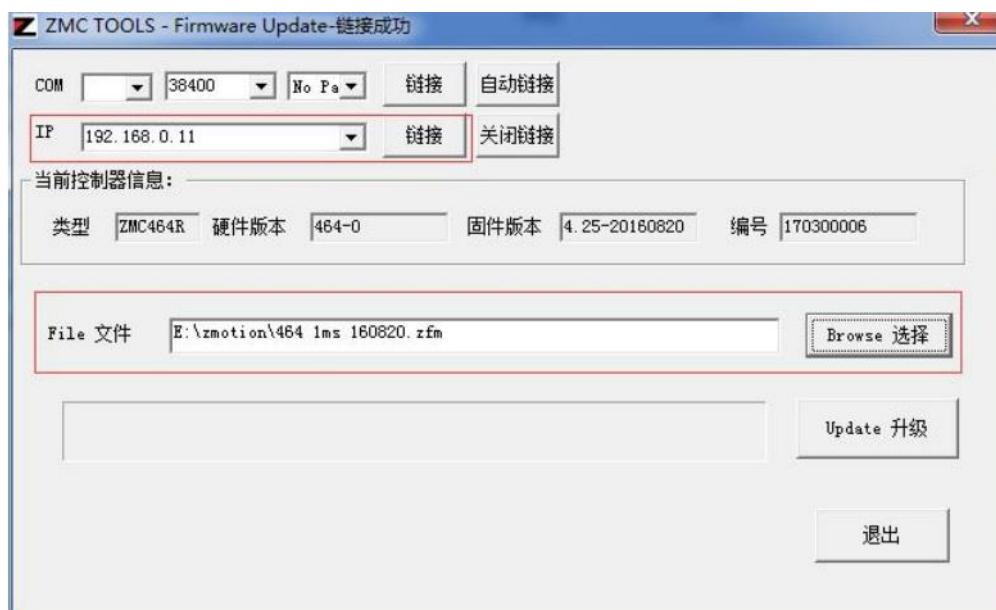 ZMC TOOLS - Firmware Update-链接成功
COM 38400 No Pa 链接 自动链接
IP 192.168.0.11 链接 关闭链接
当前控制器信息：
类型 ZMC464R 硬件版本 464-0 固件版本 4.25-20160820 编号 170300006
File 文件 E:\zmotion\464 1ms 160820.zfm Browse 选择
Update 升级
退出